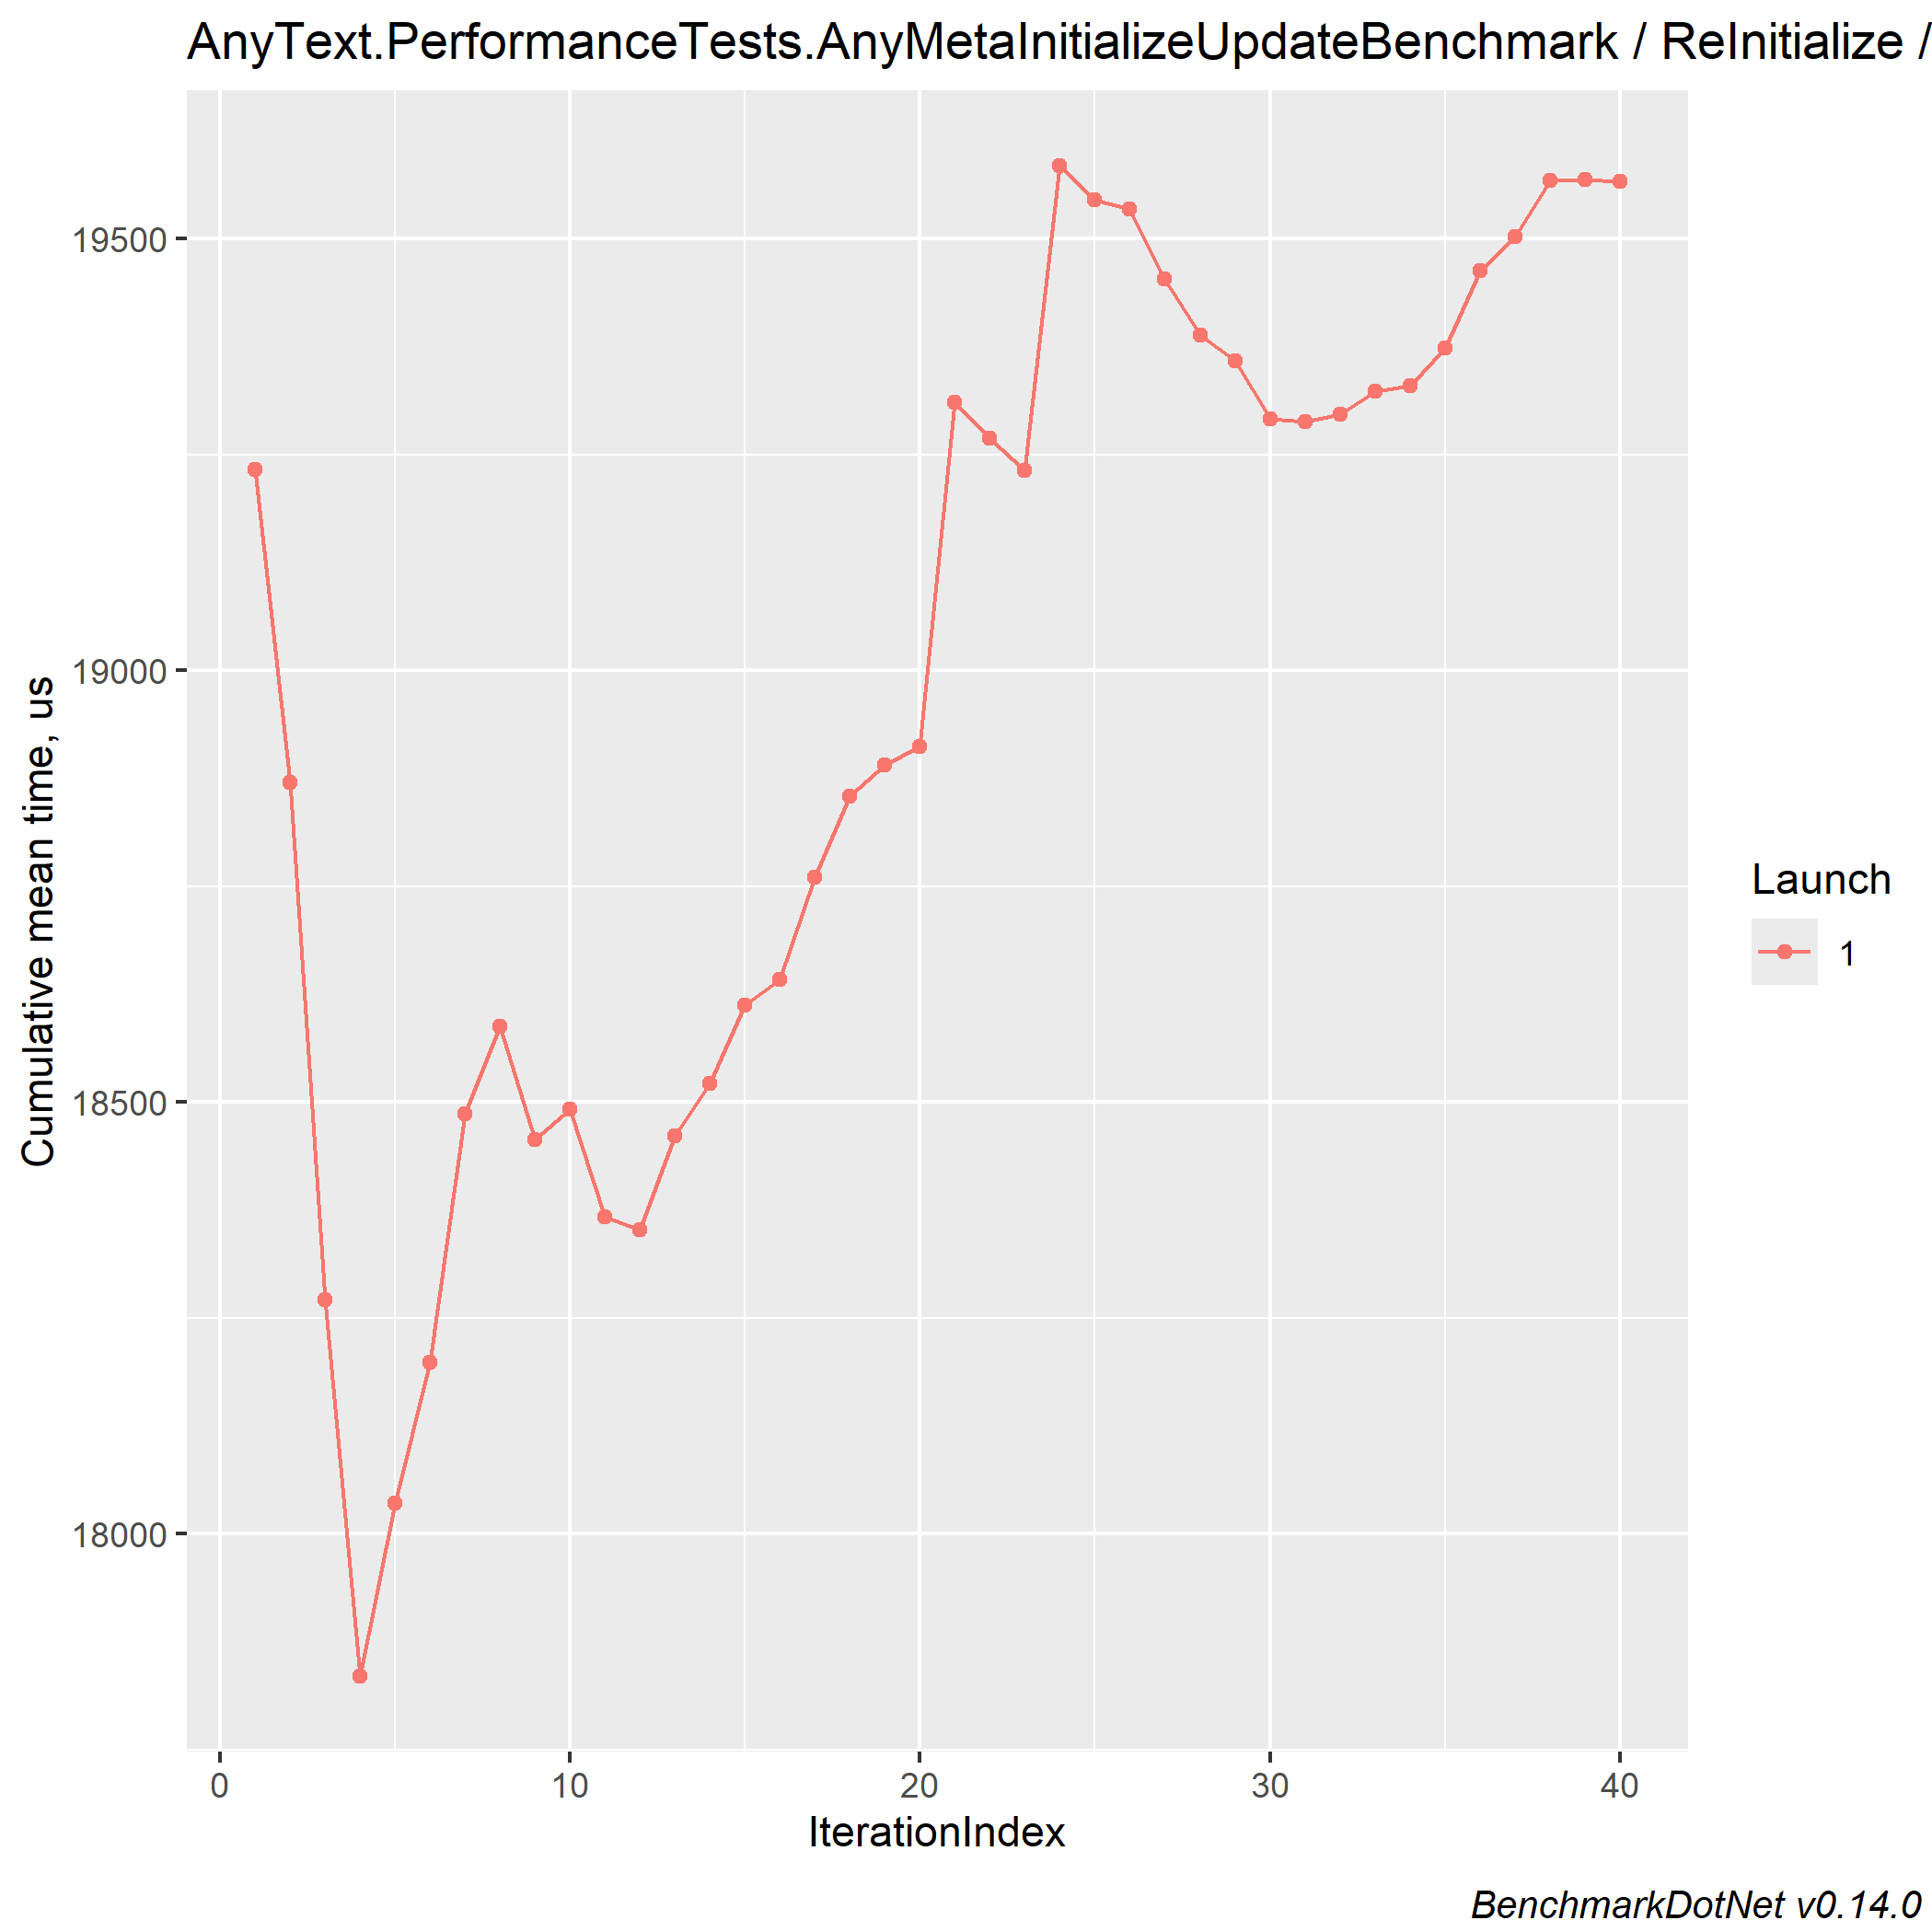 AnyText.PerformanceTests.AnyMetaInitializeUpdateBenchmark / ReInitialize /
19500
19000
18500
18000
Cumulative mean time, us
0 10 20 30 40
IterationIndex
Launch
1
BenchmarkDotNet v0.14.0